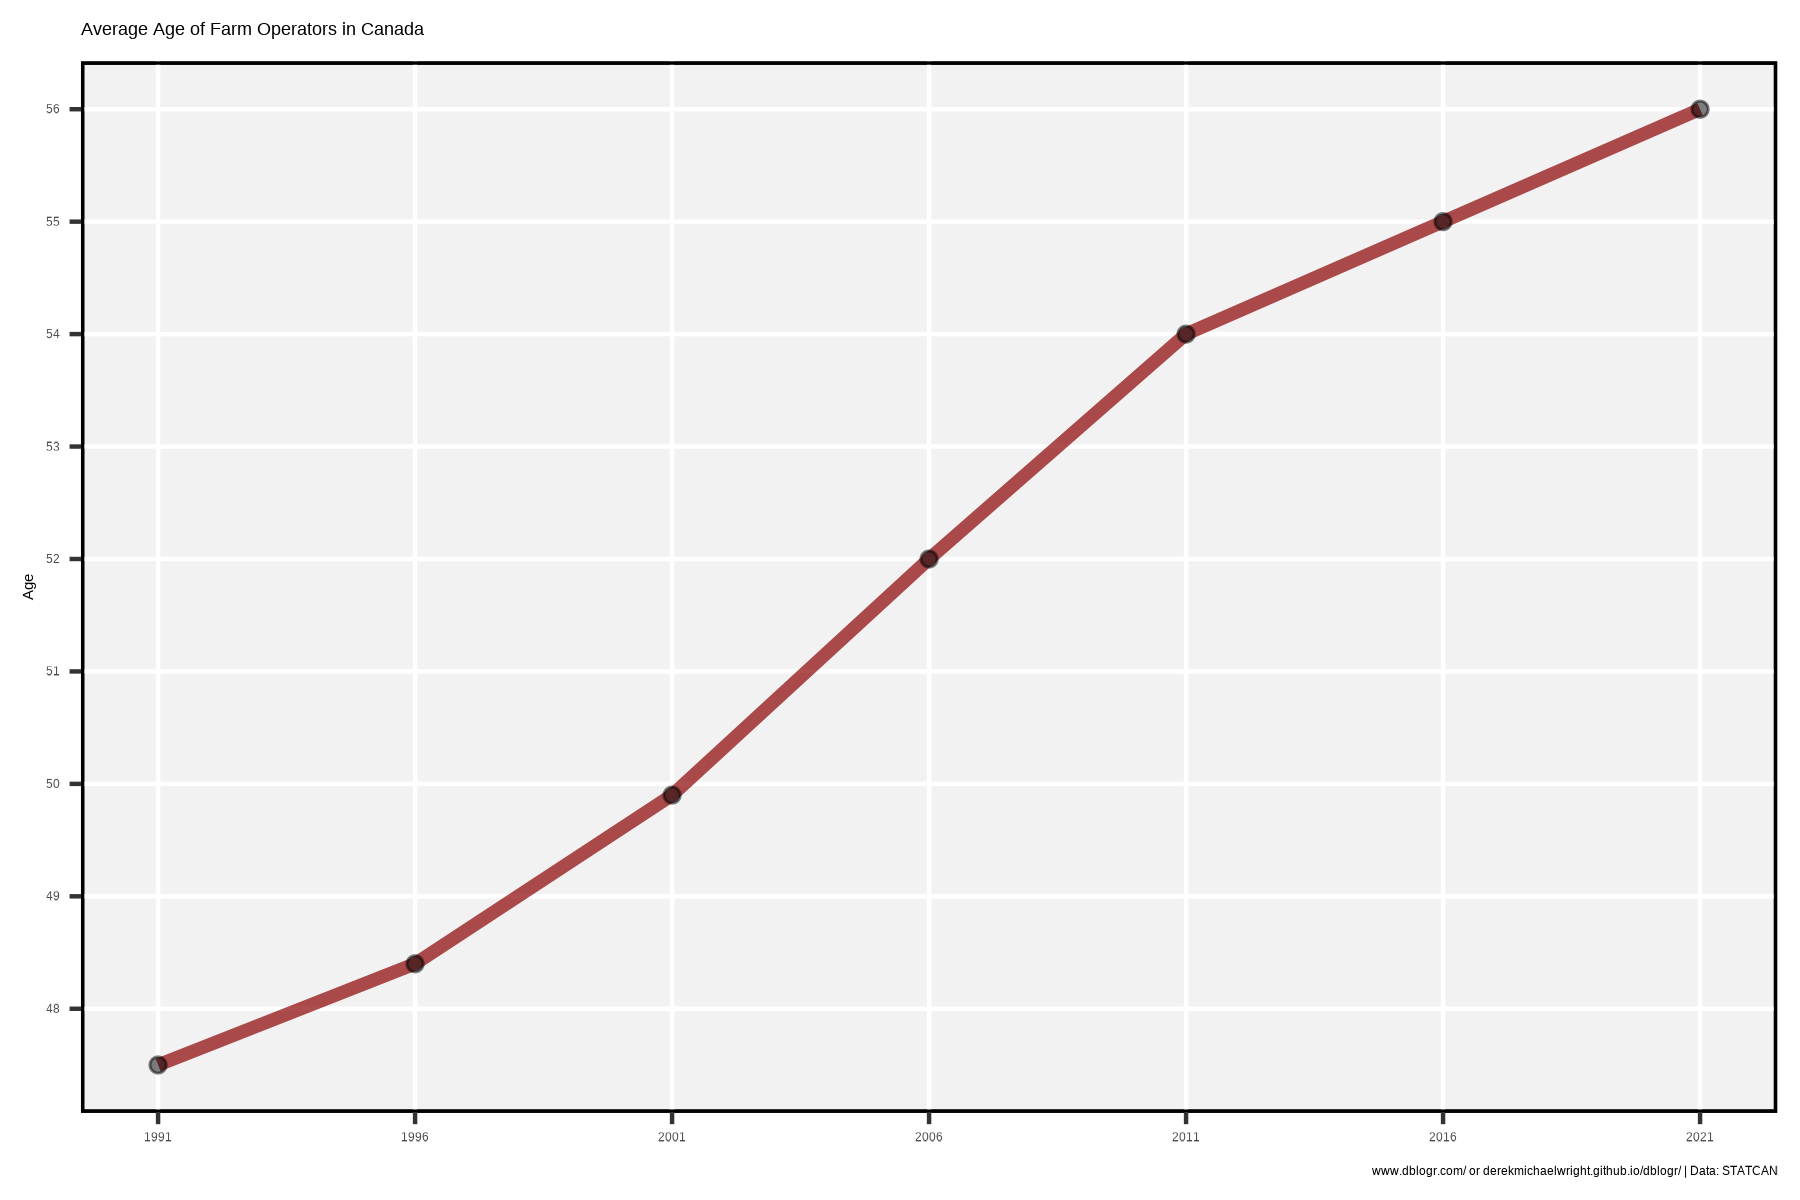 Average Age of Farm Operators in Canada
56
55
54
53
52
51
50
49
48
Age
1991 1996 2001 2006 2011 2016 2021
www.dblogr.com/ or derekmichaelwright.github.io/dblogr/ | Data: STATCAN